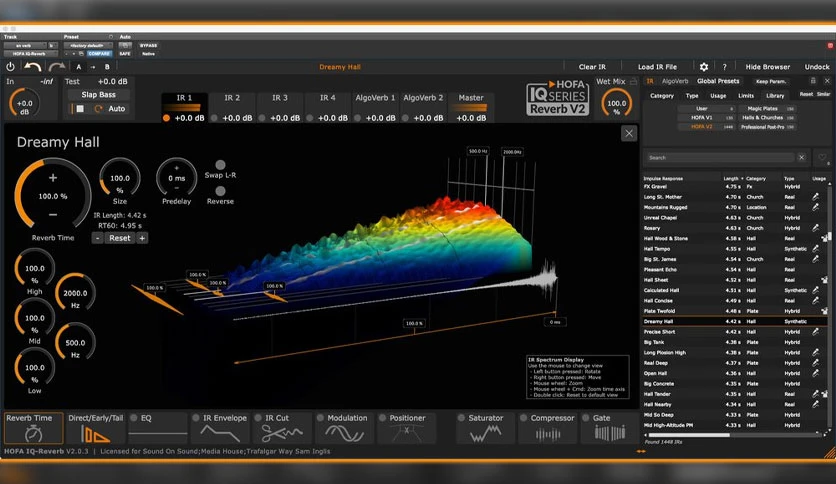 Track Preset Auto
<factory default> BYPASS
HOFA IQ-Reverb COMPARE SAFE Native
A B Dreamy Hall Clear IR Load IR File ? Hide Browser Undock
In -inf Test +0.0 dB
+0.0 dB
Slap Bass
Auto
IR 1 IR 2 IR 3 IR 4 AlgoVerb 1 AlgoVerb 2 Master
+0.0 dB +0.0 dB +0.0 dB +0.0 dB +0.0 dB +0.0 dB +0.0 dB
HOFA
IQ SERIES
Reverb V2
Wet Mix
100.0 %
Dreamy Hall
100.0 %
Reverb Time
100.0 %
Size
0 ms
Predelay
Swap L-R
Reverse
IR Length: 4.42 s
RT60: 4.95 s
- Reset +
100.0 %
High
2000.0 Hz
100.0 %
Mid
500.0 Hz
100.0 %
Low
500.0 Hz 2000.0Hz
100.0 % 100.0 % 100.0 % 100.0 %
100.0 %
0 ms
IR Spectrum Display
Use the mouse to change view
- Left button pressed: Rotate
- Right button pressed: Move
- Mouse wheel: Zoom
- Mouse wheel + Cmd: Zoom time axis
- Double click: Reset to default view
Reverb Time Direct/Early/Tail EQ IR Envelope IR Cut Modulation Positioner Saturator Compressor Gate
HOFA IQ-Reverb V2.0.3 | Licensed for Sound On Sound;Media House;Trafalgar Way Sam Inglis
IR AlgoVerb Global Presets Keep Param.
Category Type Usage Limits Library Reset Similar
User Magic Plates
HOFA V1 Halls & Churches
HOFA V2 1448 Professional Post-Pro
Search
Impulse Response Length Category Type Usage
FX Gravel 4.75 s Fx Hybrid
Long St. Mother 4.70 s Church Real
Mountains Rugged 4.70 s Location Real
Unreal Chapel 4.63 s Church Hybrid
Rosary 4.63 s Church Hybrid
Hall Wood & Stone 4.58 s Hall Real
Hall Tempo 4.55 s Hall Synthetic
Big St. James 4.54 s Church Real
Pleasant Echo 4.54 s Hall Real
Hall Sheet 4.52 s Hall Real
Calculated Hall 4.51 s Hall Synthetic
Hall Concise 4.49 s Hall Real
Plate Twofold 4.48 s Plate Hybrid
Dreamy Hall 4.42 s Hall Synthetic
Precise Short 4.42 s Hall Hybrid
Big Tank 4.38 s Plate Hybrid
Long Plosion High 4.38 s Plate Hybrid
Real Deep 4.37 s Plate Hybrid
Open Hall 4.36 s Hall Hybrid
Big Concrete 4.35 s Hall Hybrid
Hall Tander 4.35 s Hall Real
Hall Nearby 4.34 s Hall Real
Mid So Deep 4.33 s Plate Hybrid
Mid High-Altitude PM 4.33 s Plate Hybrid
Found 1448 IRs